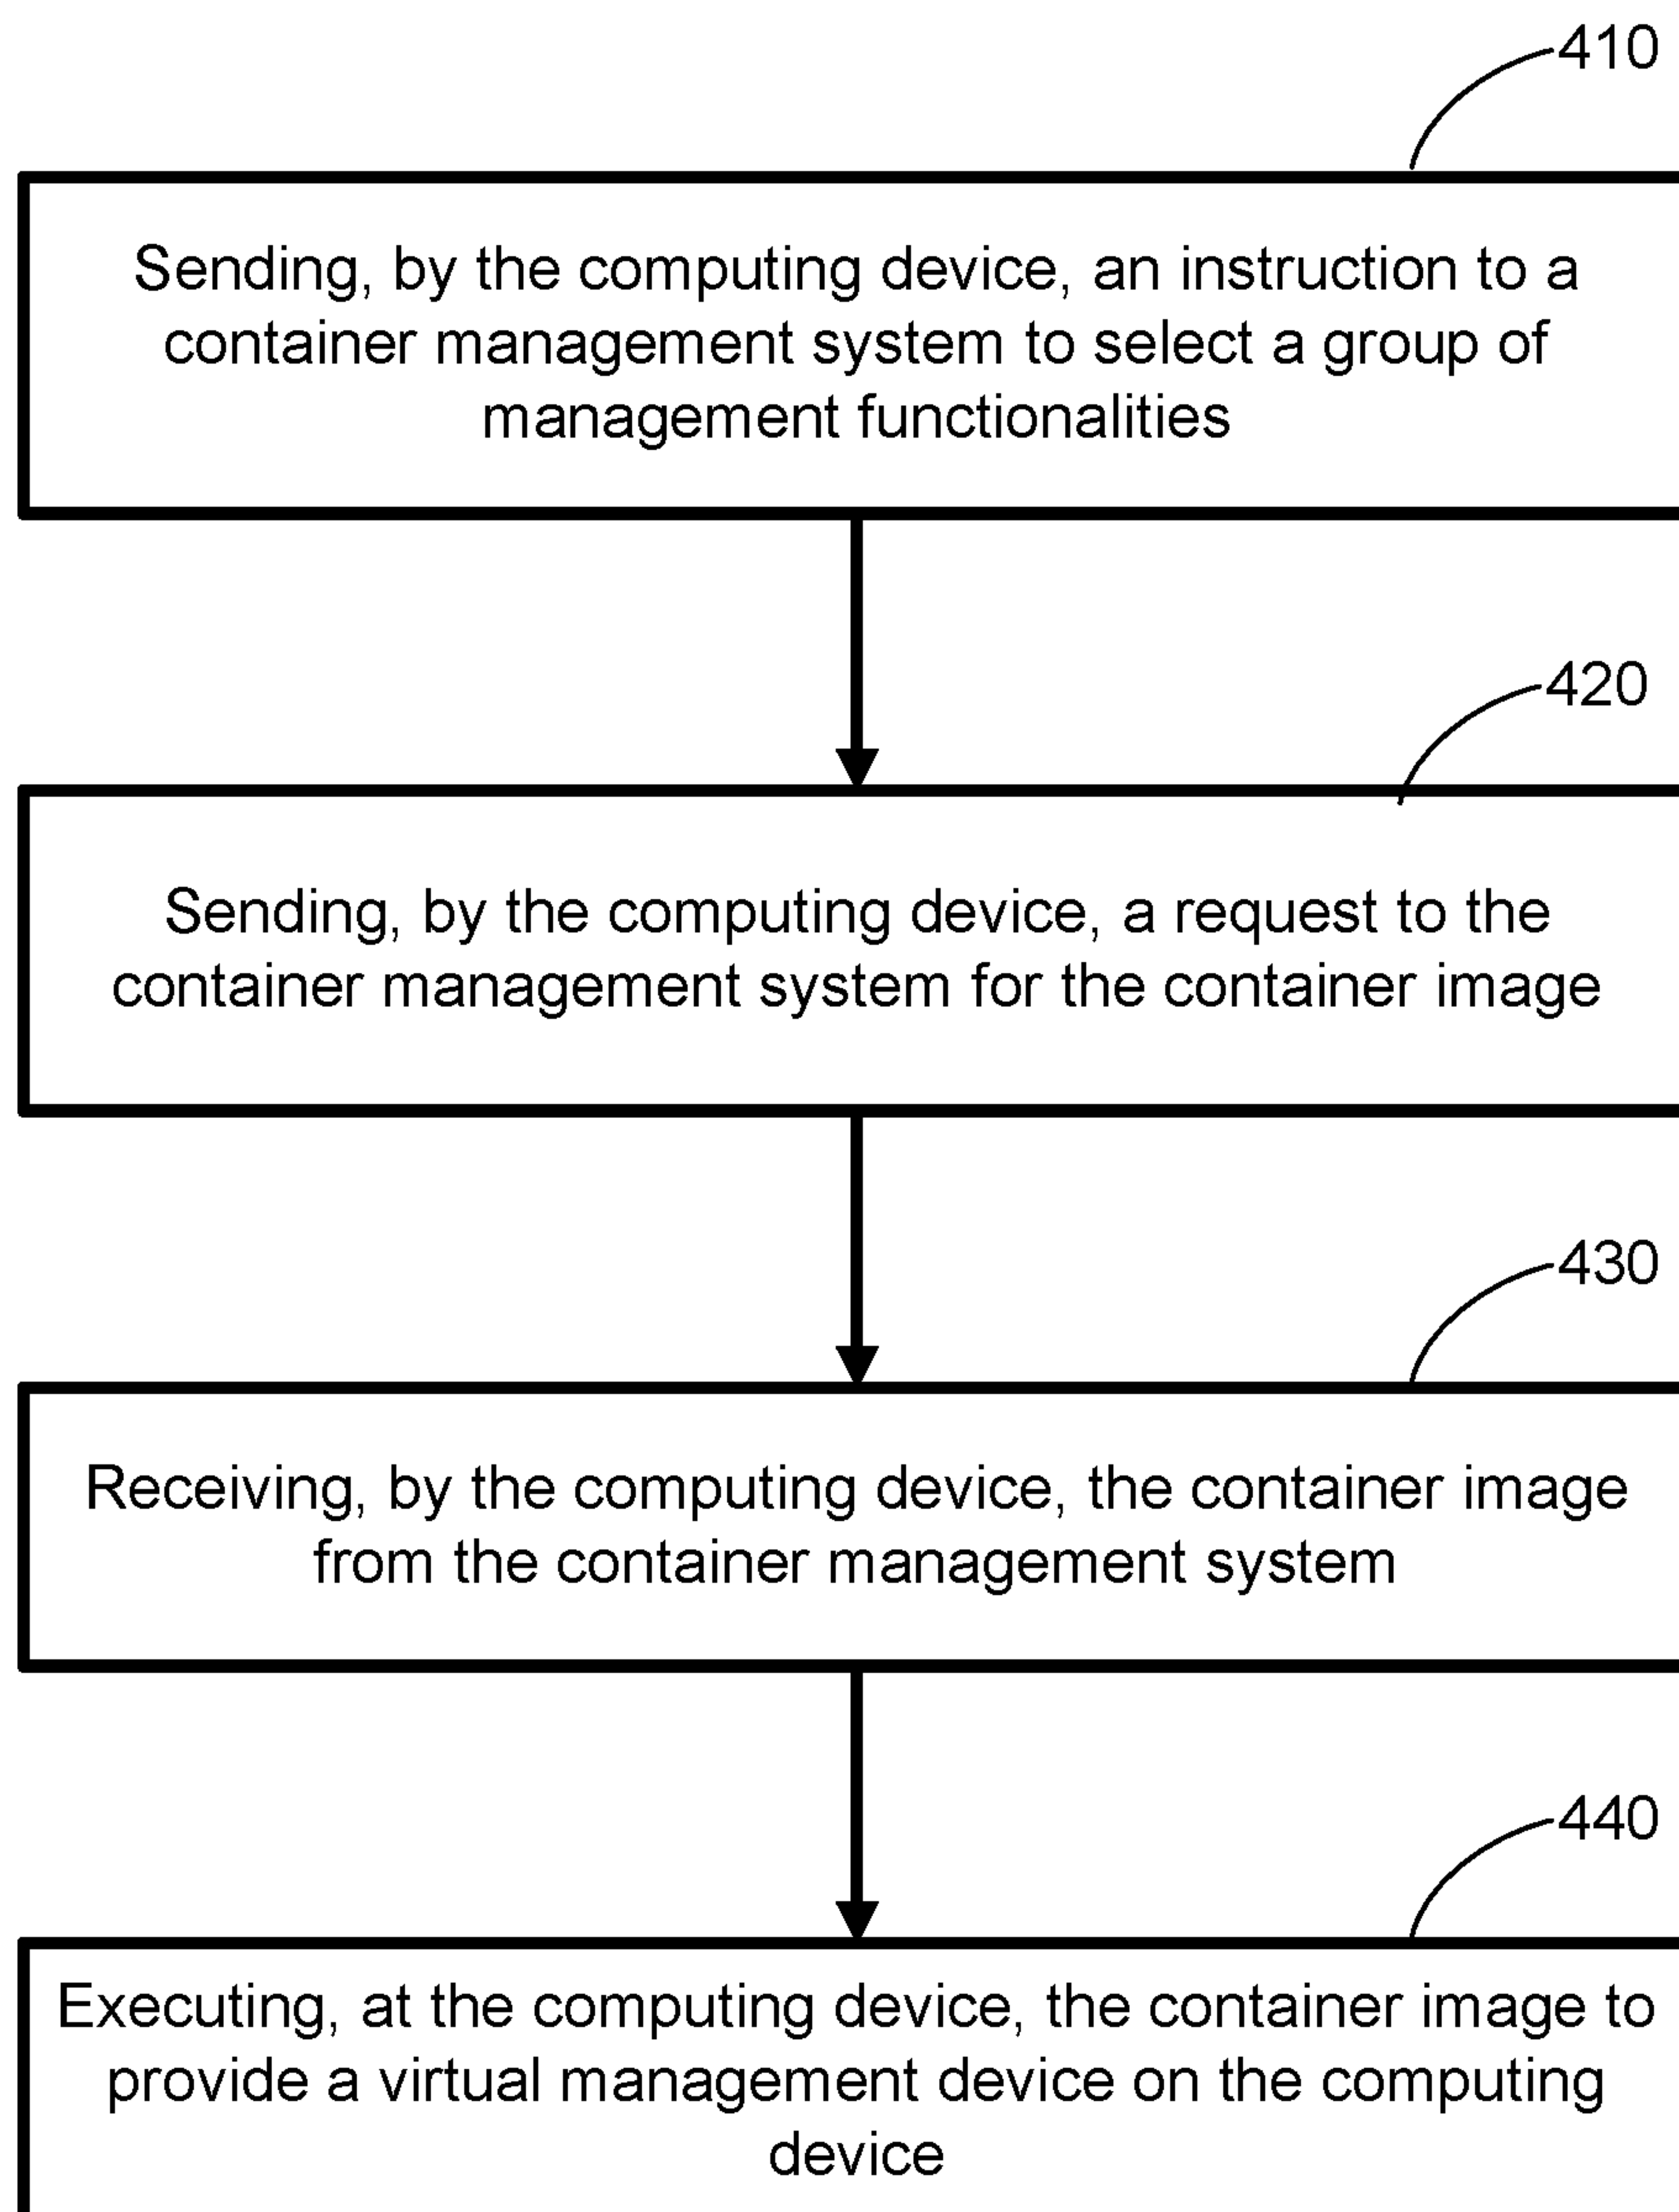 410
Sending, by the computing device, an instruction to a
container management system to select a group of
management functionalities
420
Sending, by the computing device, a request to the
container management system for the container image
430
Receiving, by the computing device, the container image
from the container management system
440
Executing, at the computing device, the container image to
provide a virtual management device on the computing
device